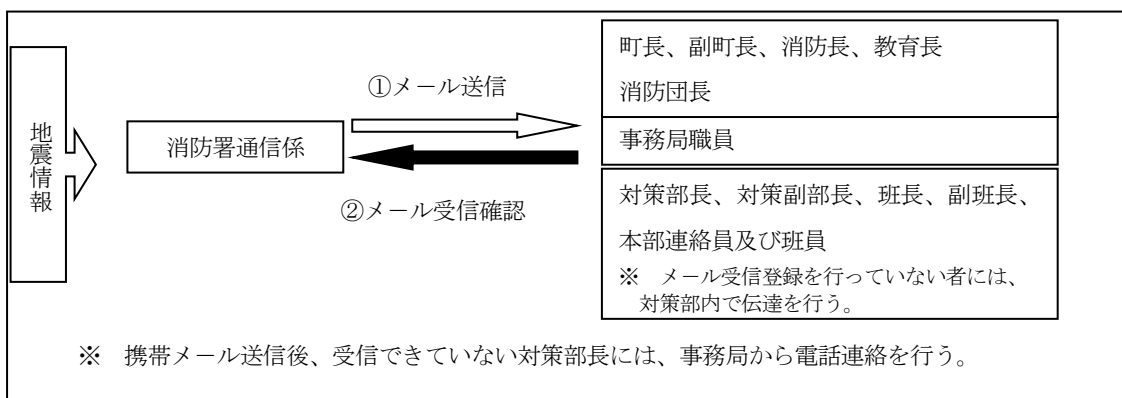 地震情報
消防署通信係
①メール送信
②メール受信確認
町長、副町長、消防長、教育長
消防団長
事務局職員
対策部長、対策副部長、班長、副班長、
本部連絡員及び班員
※　メール受信登録を行っていない者には、
対策部内で伝達を行う。
※　携帯メール送信後、受信できていない対策部長には、事務局から電話連絡を行う。